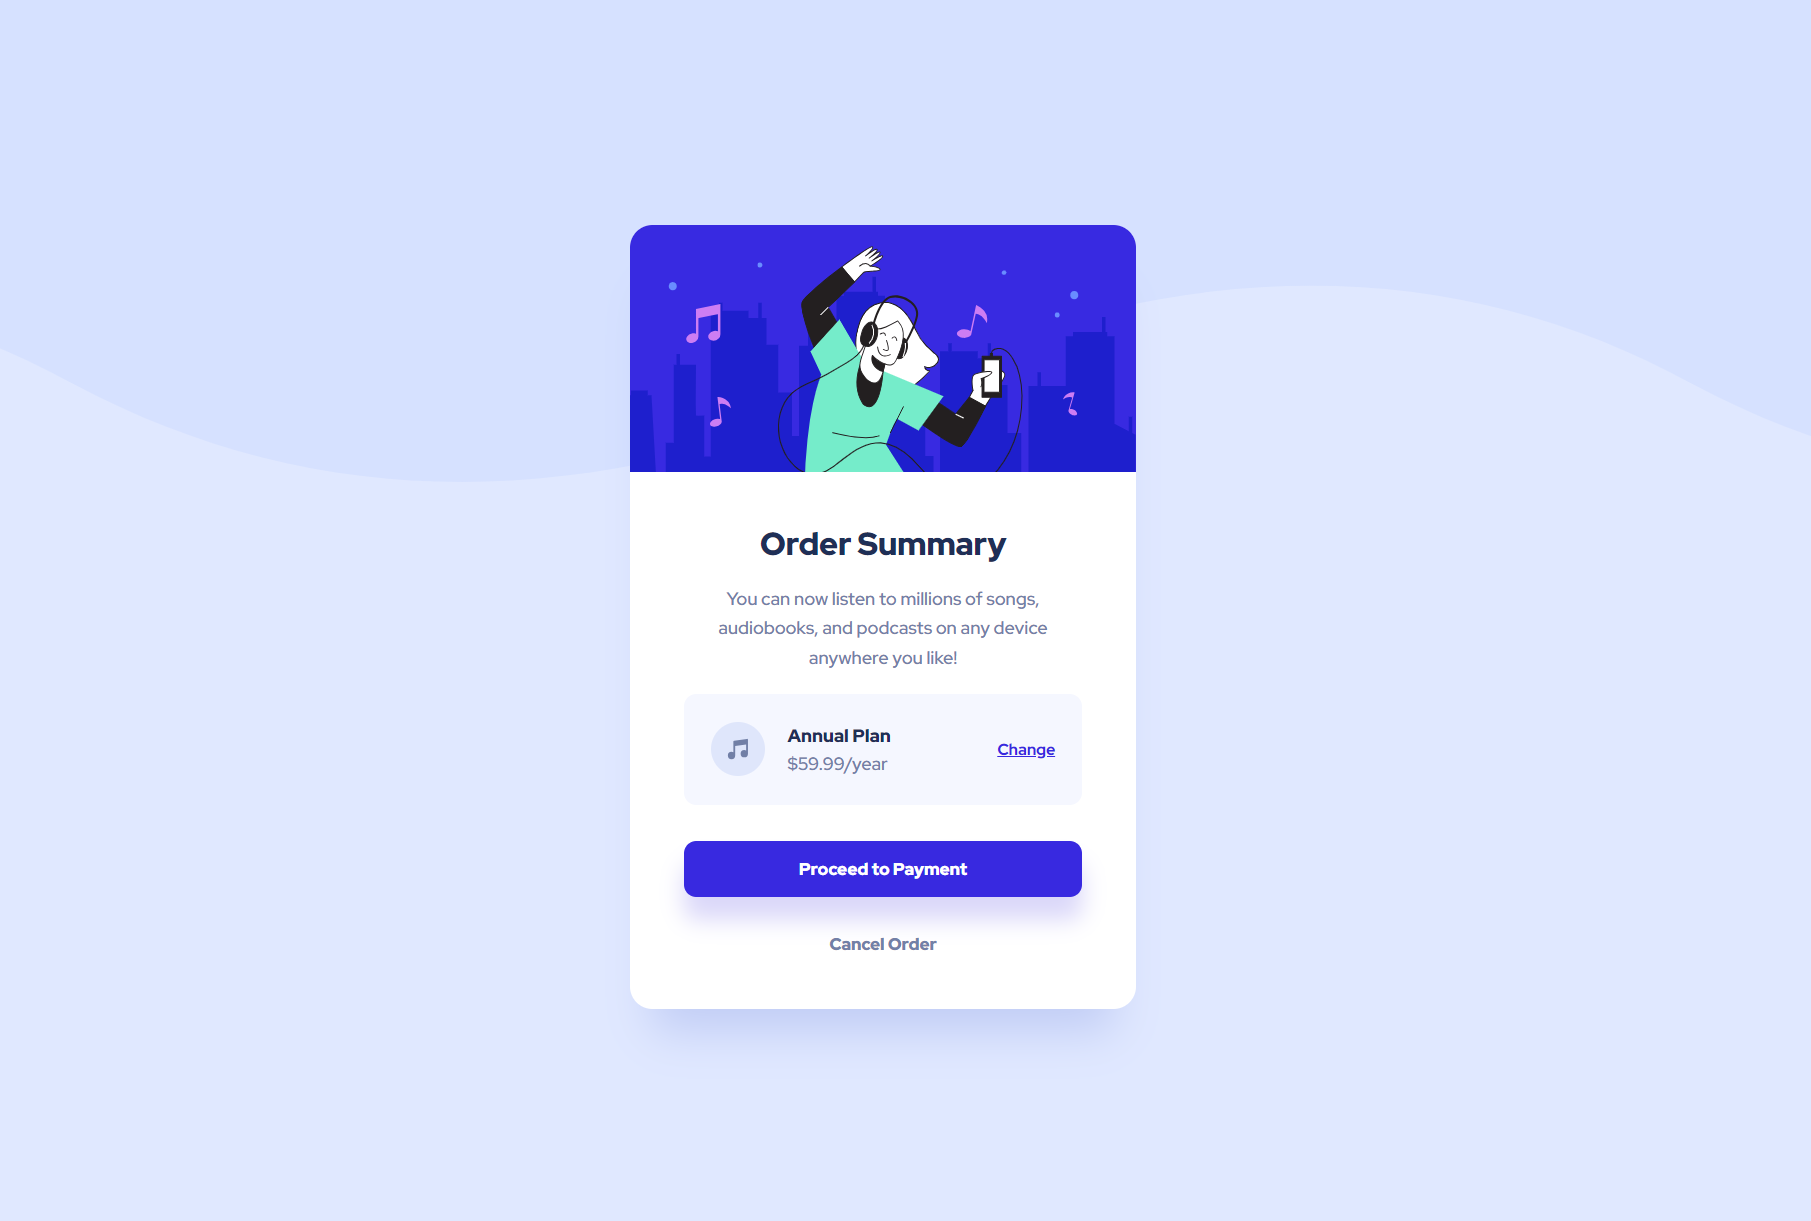 Order Summary
You can now listen to millions of songs,
audiobooks, and podcasts on any device
anywhere you like!
Annual Plan
$59.99/year
Change
Proceed to Payment
Cancel Order